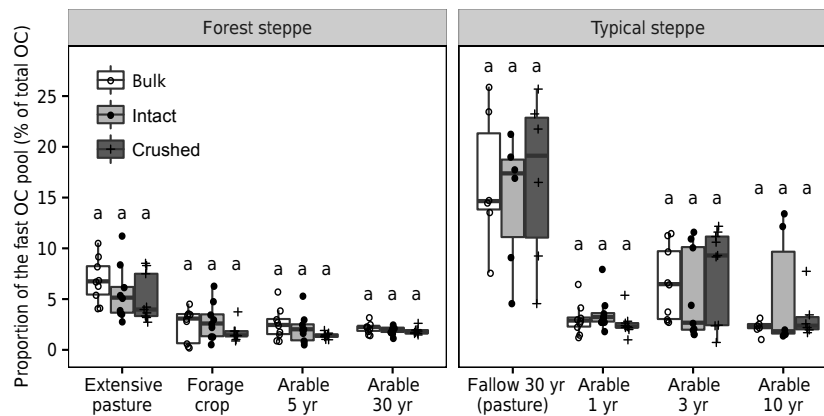 Forest steppe
Typical steppe
Proportion of the fast OC pool (% of total OC)
25
20
15
10
5
0
Bulk
Intact
Crushed
a a a
a a a
a a a
a a a
a a a
a a a
a a a
a a a
Extensive
pasture
Forage
crop
Arable
5 yr
Arable
30 yr
Fallow 30 yr
(pasture)
Arable
1 yr
Arable
3 yr
Arable
10 yr